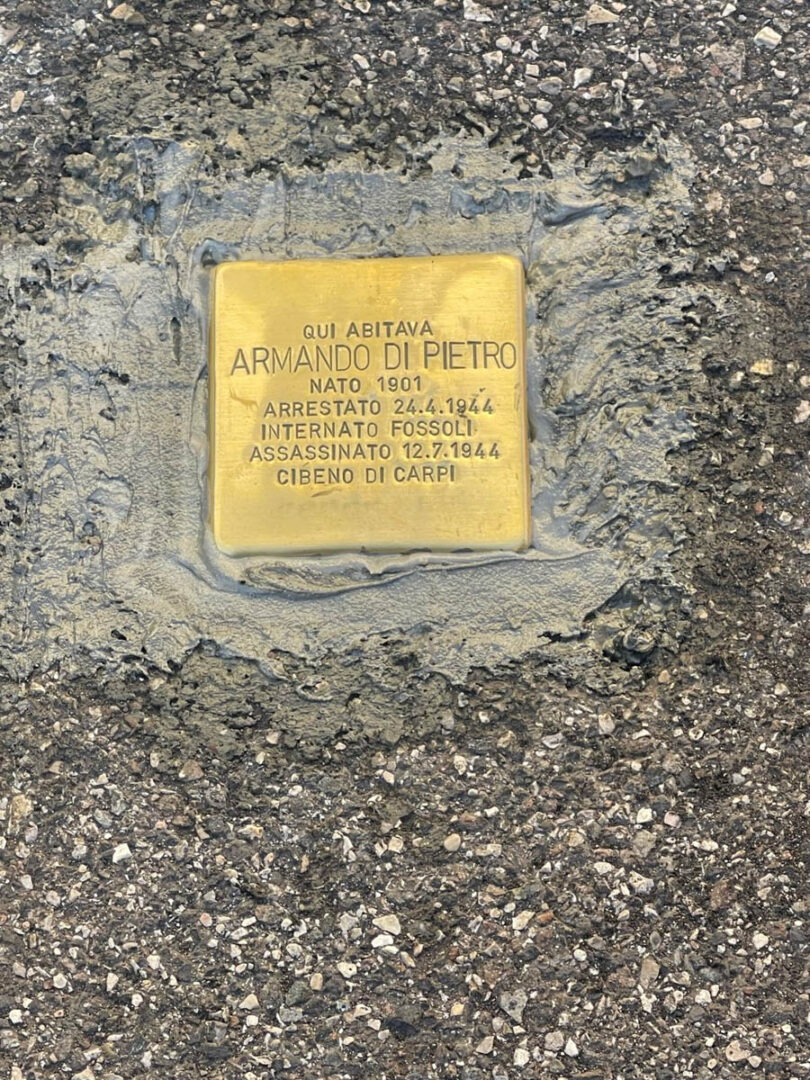 QUI ABITAVA
ARMANDO DI PIETRO
NATO 1901
ARRESTATO 24.4.1944
INTERNATO FOSSOLI
ASSASSINATO 12.7.1944
CIBENO DI CARPI